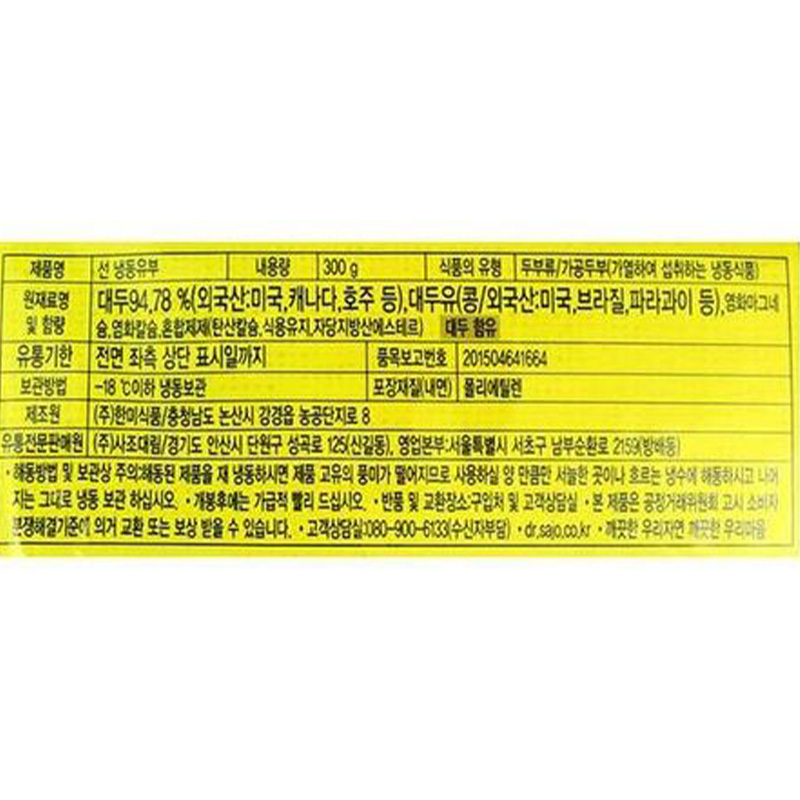 제품명 선 냉동유부 내용량 300 g 식품의 유형 두부류/가공두부(가열하여 섭취하는 냉동식품)
원재료명 대두94.78 %(외국산:미국,캐나다,호주 등),대두유(콩/외국산:미국,브라질,파라과이 등),염화마그네
및 함량 슘,염화칼슘,혼합제제(탄산칼슘,식용유지,자당지방산에스테르) 대두 함유
유통기한 전면 좌측 상단 표시일까지 품목보고번호 201504641664
보관방법 -18 ℃이하 냉동보관 포장재질(내면) 폴리에틸렌
제조원 (주)한미식품/충청남도 논산시 강경읍 농공단지로 8
유통전문판매원 (주)사조대림/경기도 안산시 단원구 성곡로 125(신길동), 영업본부:서울특별시 서초구 남부순환로 2159(방배동)
• 해동방법 및 보관상 주의:해동된 제품을 재 냉동하시면 제품 고유의 풍미가 떨어지므로 사용하실 양 만큼만 서늘한 곳이나 흐르는 냉수에 해동하시고 나머
지는 그대로 냉동 보관 하십시오. • 개봉후에는 가급적 빨리 드십시오. • 반품 및 교환장소:구입처 및 고객상담실 • 본 제품은 공정거래위원회 고시 소비자
분쟁해결기준에 의거 교환 또는 보상 받을 수 있습니다. • 고객상담실:080-900-6133(수신자부담) • dr.sajo.co.kr • 깨끗한 우리자연 깨끗한 우리마음